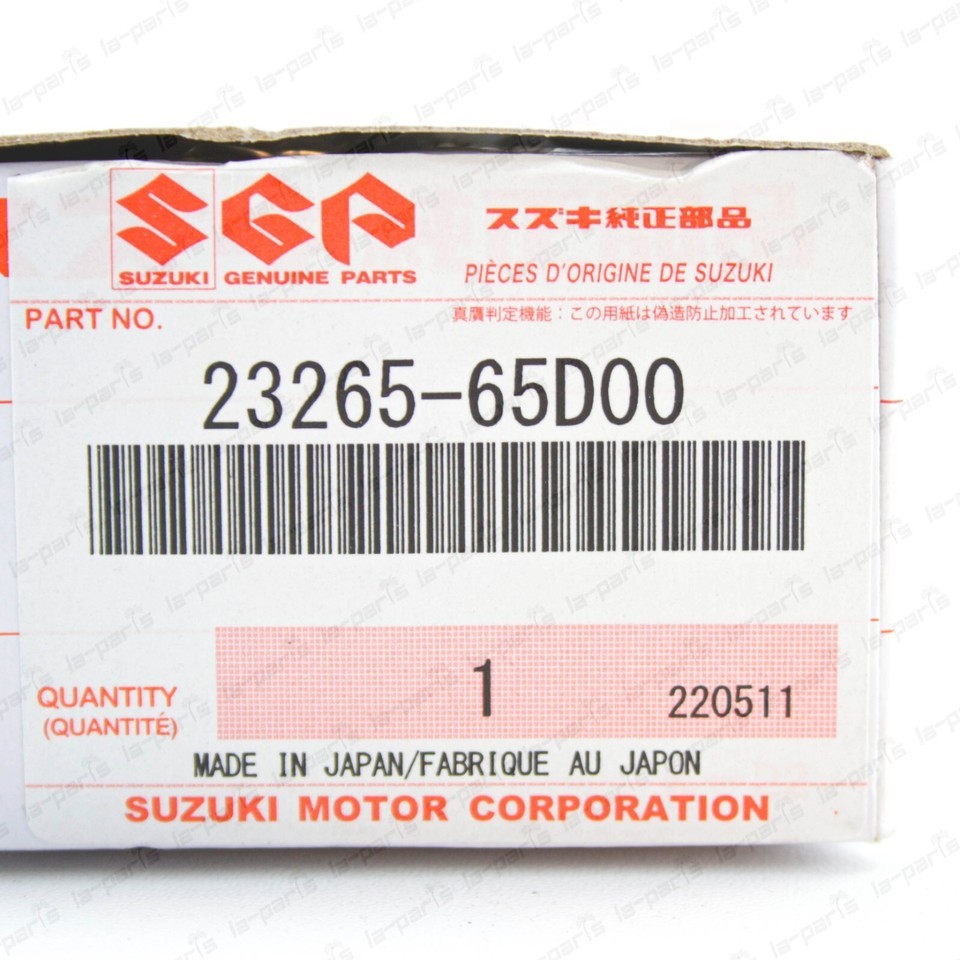 SGP
スズキ純正部品
SUZUKI GENUINE PARTS
PIÈCES D'ORIGINE DE SUZUKI
PART NO.
真贋判定機能：この用紙は偽造防止加工されています
23265-65D00
1
220511
QUANTITY
(QUANTITÉ)
MADE IN JAPAN/FABRIQUE AU JAPON
SUZUKI MOTOR CORPORATION
la-parts